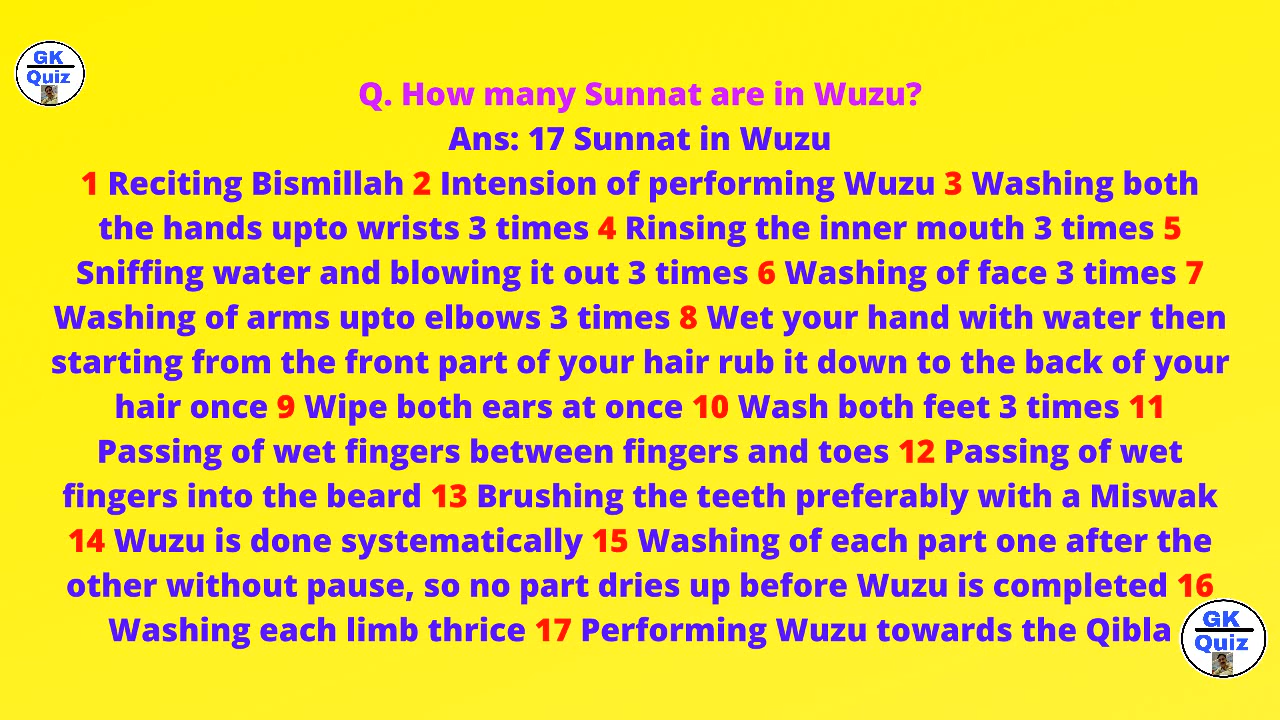 GK
Quiz
Q. How many Sunnat are in Wuzu?
Ans: 17 Sunnat in Wuzu
1 Reciting Bismillah 2 Intension of performing Wuzu 3 Washing both
the hands upto wrists 3 times 4 Rinsing the inner mouth 3 times 5
Sniffing water and blowing it out 3 times 6 Washing of face 3 times 7
Washing of arms upto elbows 3 times 8 Wet your hand with water then
starting from the front part of your hair rub it down to the back of your
hair once 9 Wipe both ears at once 10 Wash both feet 3 times 11
Passing of wet fingers between fingers and toes 12 Passing of wet
fingers into the beard 13 Brushing the teeth preferably with a Miswak
14 Wuzu is done systematically 15 Washing of each part one after the
other without pause, so no part dries up before Wuzu is completed 16
Washing each limb thrice 17 Performing Wuzu towards the Qibla
GK
Quiz